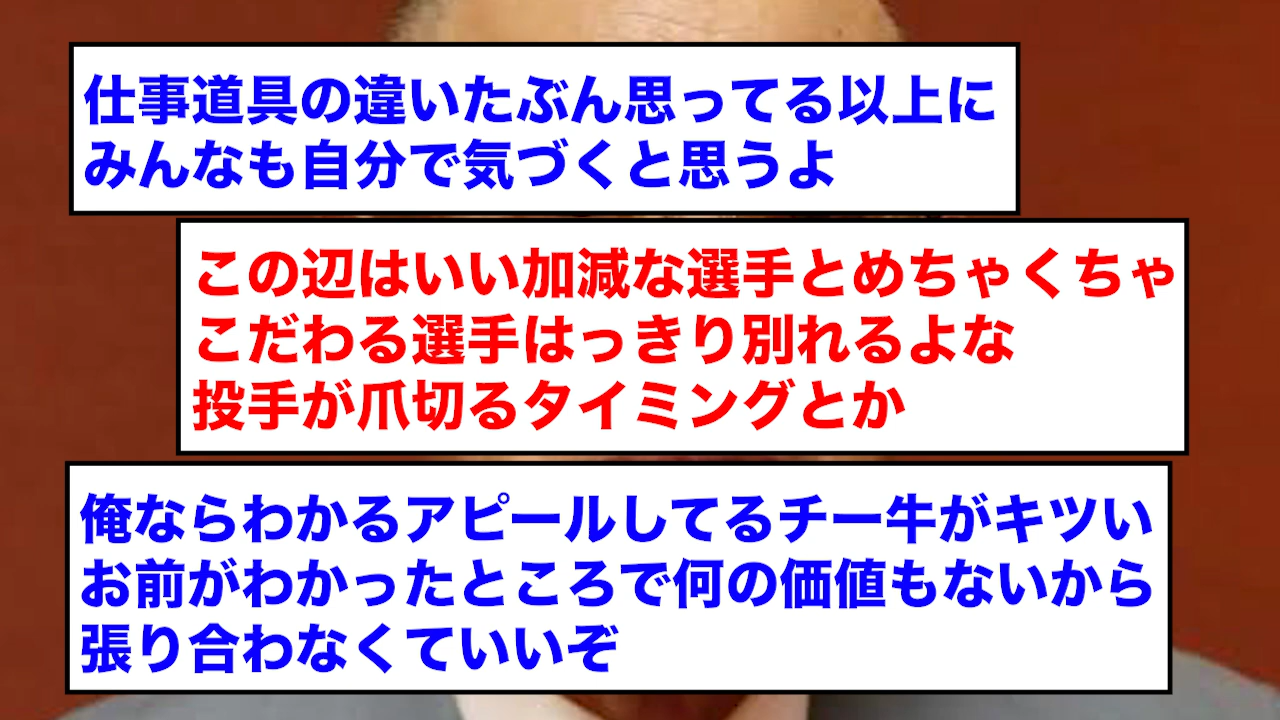 仕事道具の違いたぶん思ってる以上に
みんなも自分で気づくと思うよ
この辺はいい加減な選手とめちゃくちゃ
こだわる選手はっきり別れるよな
投手が爪切るタイミングとか
俺ならわかるアピールしてるチー牛がキツい
お前がわかったところで何の価値もないから
張り合わなくていいぞ